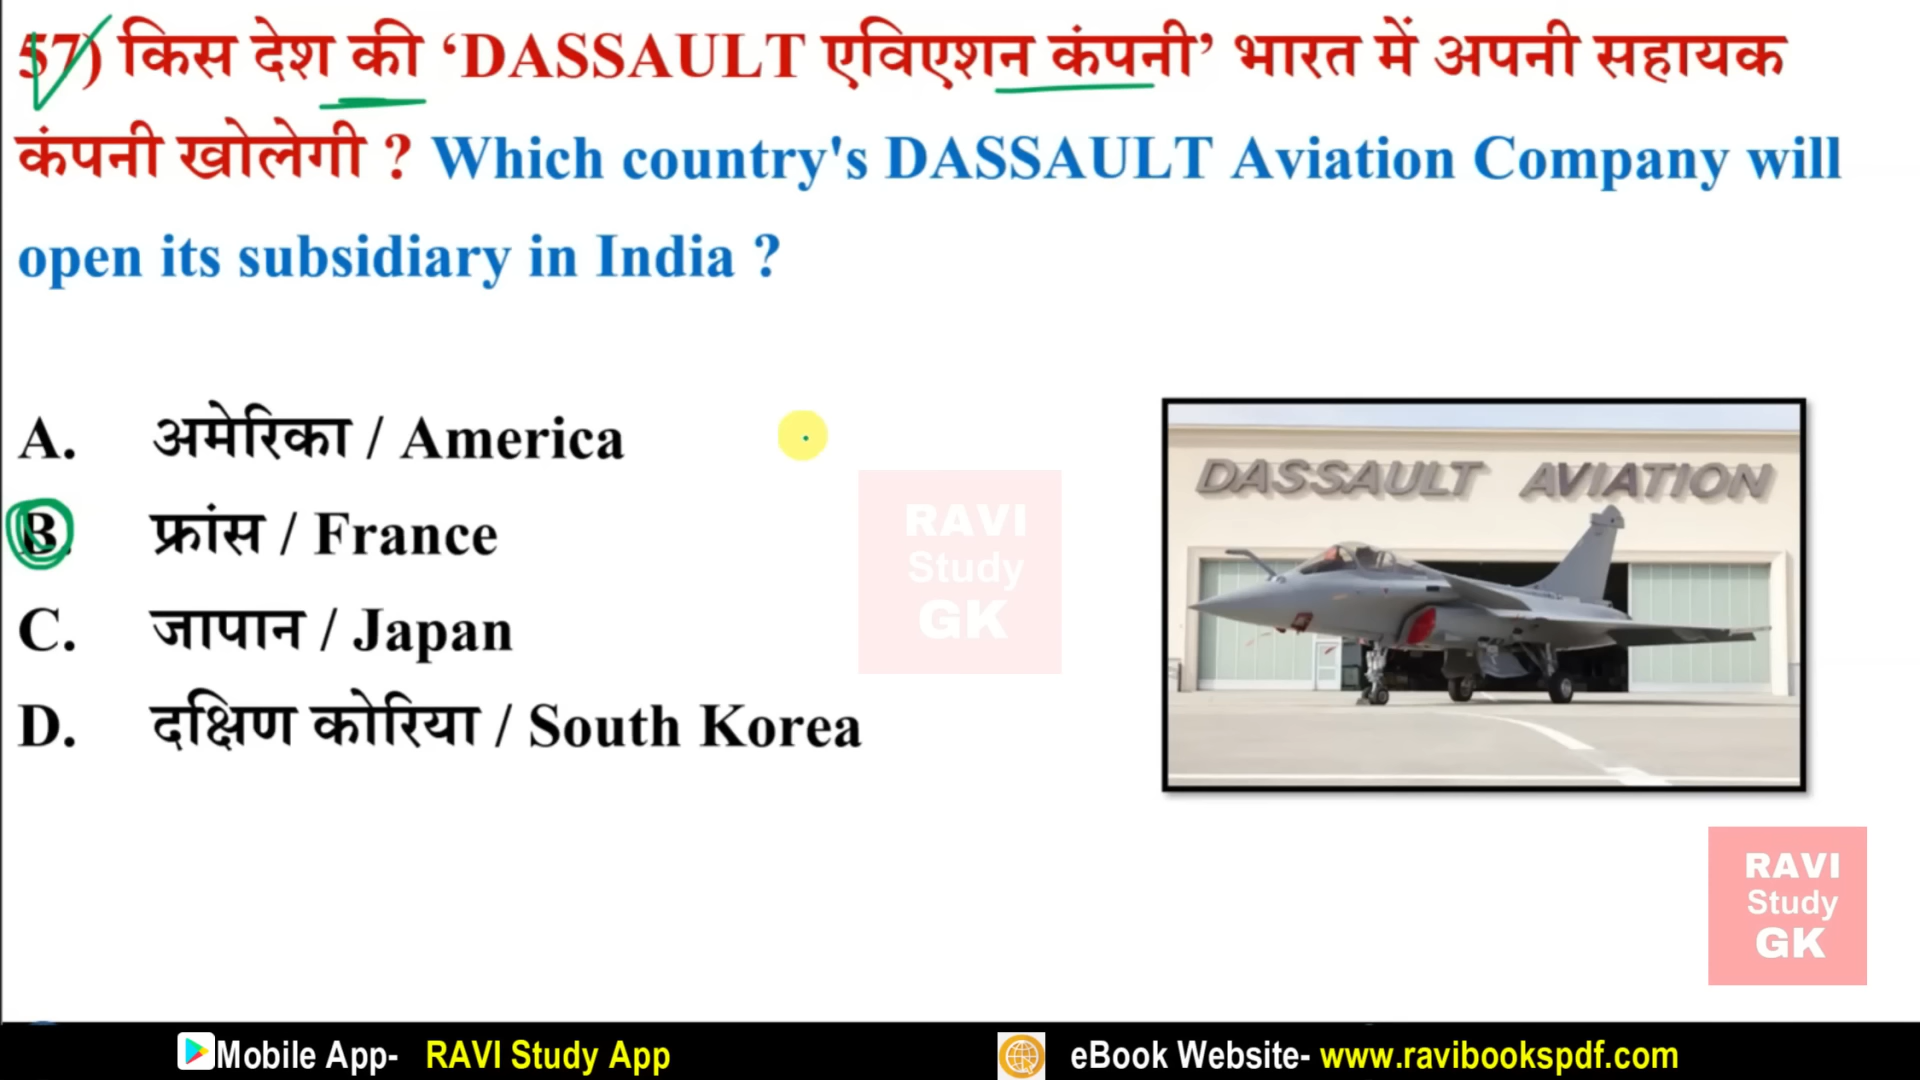 57) किस देश की ‘DASSAULT एविएशन कंपनी’ भारत में अपनी सहायक
कंपनी खोलेगी ? Which country's DASSAULT Aviation Company will
open its subsidiary in India ?
A. अमेरिका / America
B. फ्रांस / France
C. जापान / Japan
D. दक्षिण कोरिया / South Korea
DASSAULT AVIATION
RAVI
Study
GK
RAVI
Study
GK
Mobile App- RAVI Study App
eBook Website- www.ravibookspdf.com